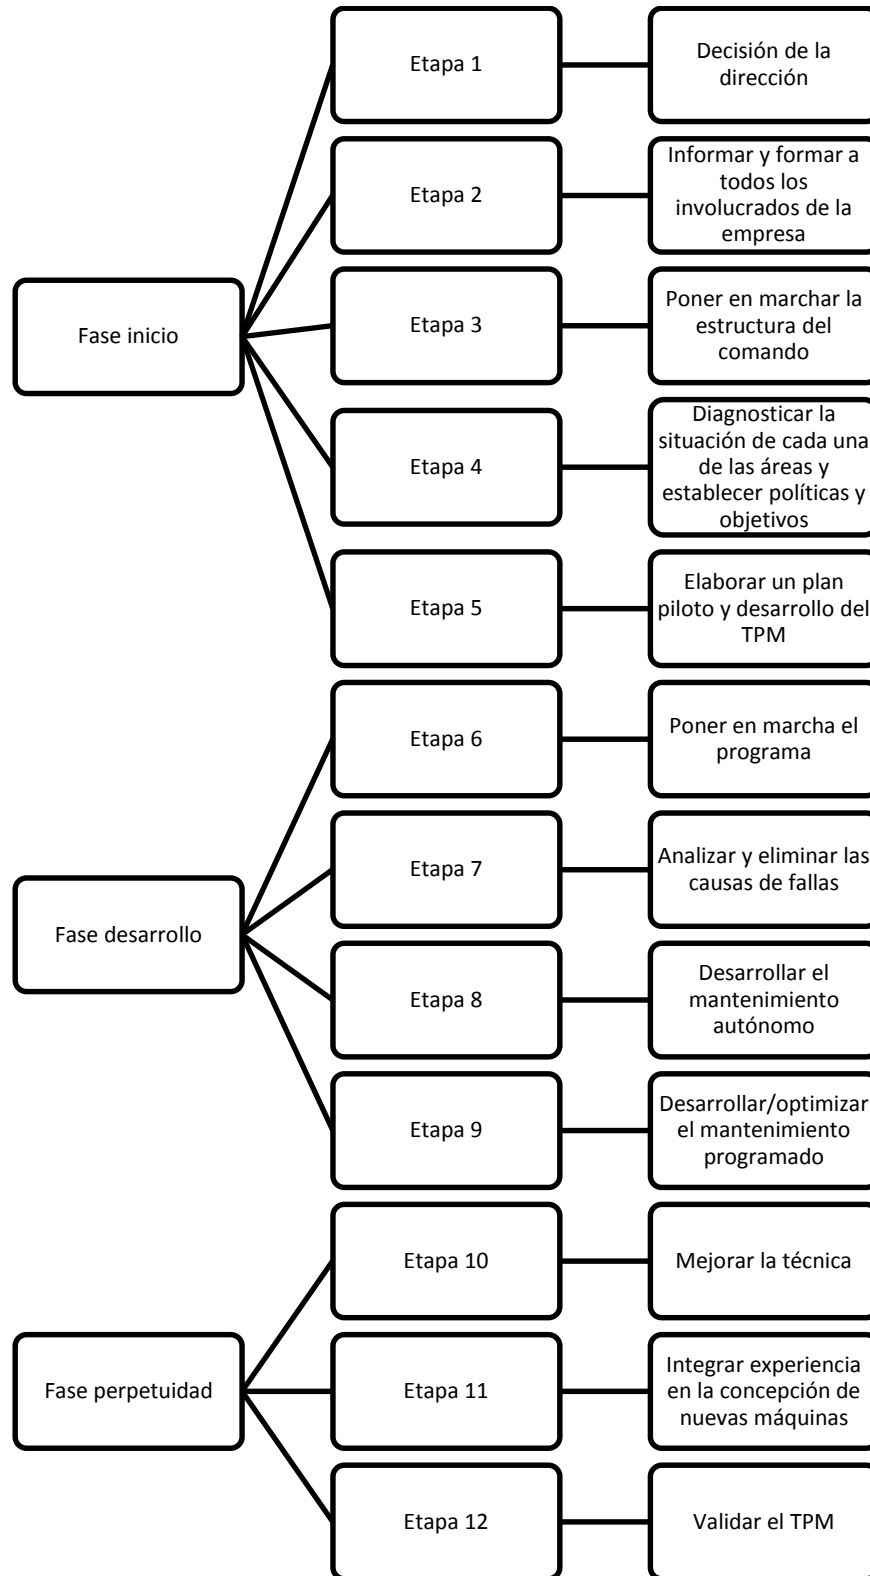 Fase inicio
Etapa 1
Decisión de la
dirección
Etapa 2
Informar y formar a
todos los
involucrados de la
empresa
Etapa 3
Poner en marchar la
estructura del
comando
Etapa 4
Diagnosticar la
situación de cada una
de las áreas y
establecer políticas y
objetivos
Etapa 5
Elaborar un plan
piloto y desarrollo del
TPM
Fase desarrollo
Etapa 6
Poner en marcha el
programa
Etapa 7
Analizar y eliminar las
causas de fallas
Etapa 8
Desarrollar el
mantenimiento
autónomo
Etapa 9
Desarrollar/optimizar
el mantenimiento
programado
Fase perpetuidad
Etapa 10
Mejorar la técnica
Etapa 11
Integrar experiencia
en la concepción de
nuevas máquinas
Etapa 12
Validar el TPM